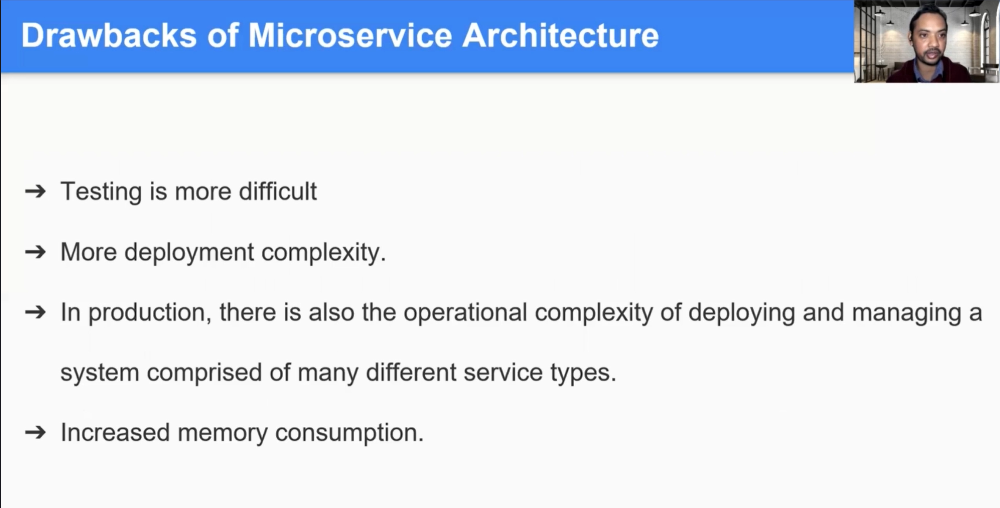 Drawbacks of Microservice Architecture
➔ Testing is more difficult
➔ More deployment complexity.
➔ In production, there is also the operational complexity of deploying and managing a
system comprised of many different service types.
➔ Increased memory consumption.